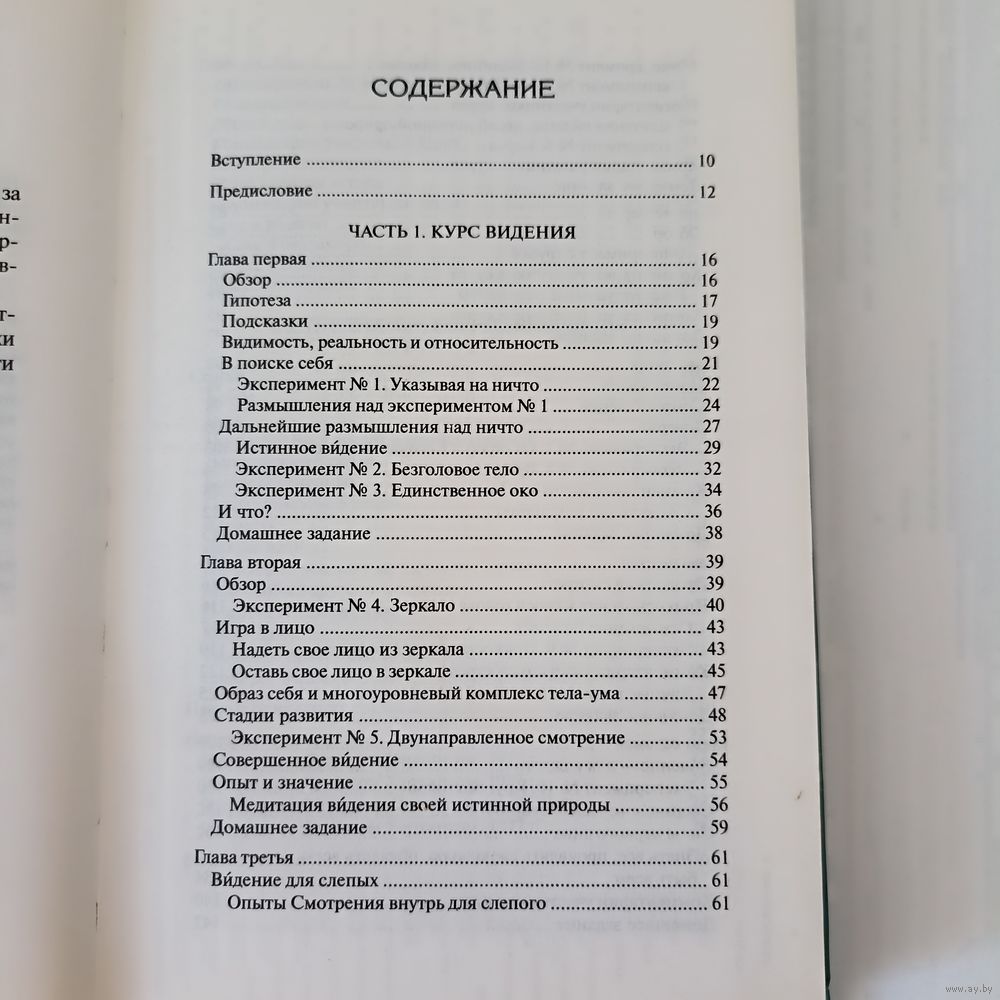 за
н-
р-
в-
т-
ки
ти
СОДЕРЖАНИЕ
Вступление ........ 10
Предисловие ........ 12
ЧАСТЬ 1. КУРС ВИДЕНИЯ
Глава первая ........ 16
Обзор ........ 16
Гипотеза ........ 17
Подсказки ........ 19
Видимость, реальность и относительность ........ 19
В поиске себя ........ 21
Эксперимент № 1. Указывая на ничто ........ 22
Размышления над экспериментом № 1 ........ 24
Дальнейшие размышления над ничто ........ 27
Истинное ви́дение ........ 29
Эксперимент № 2. Безголовое тело ........ 32
Эксперимент № 3. Единственное око ........ 34
И что? ........ 36
Домашнее задание ........ 38
Глава вторая ........ 39
Обзор ........ 39
Эксперимент № 4. Зеркало ........ 40
Игра в лицо ........ 43
Надеть свое лицо из зеркала ........ 43
Оставь свое лицо в зеркале ........ 45
Образ себя и многоуровневый комплекс тела-ума ........ 47
Стадии развития ........ 48
Эксперимент № 5. Двунаправленное смотрение ........ 53
Совершенное ви́дение ........ 54
Опыт и значение ........ 55
Медитация ви́дения своей истинной природы ........ 56
Домашнее задание ........ 59
Глава третья ........ 61
Ви́дение для слепых ........ 61
Опыты Смотрения внутрь для слепого ........ 61
www.ay.by